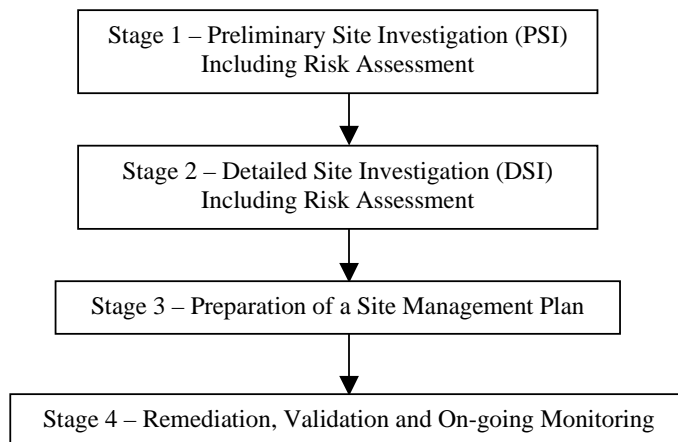 Stage 1 – Preliminary Site Investigation (PSI)
Including Risk Assessment
Stage 2 – Detailed Site Investigation (DSI)
Including Risk Assessment
Stage 3 – Preparation of a Site Management Plan
Stage 4 – Remediation, Validation and On-going Monitoring